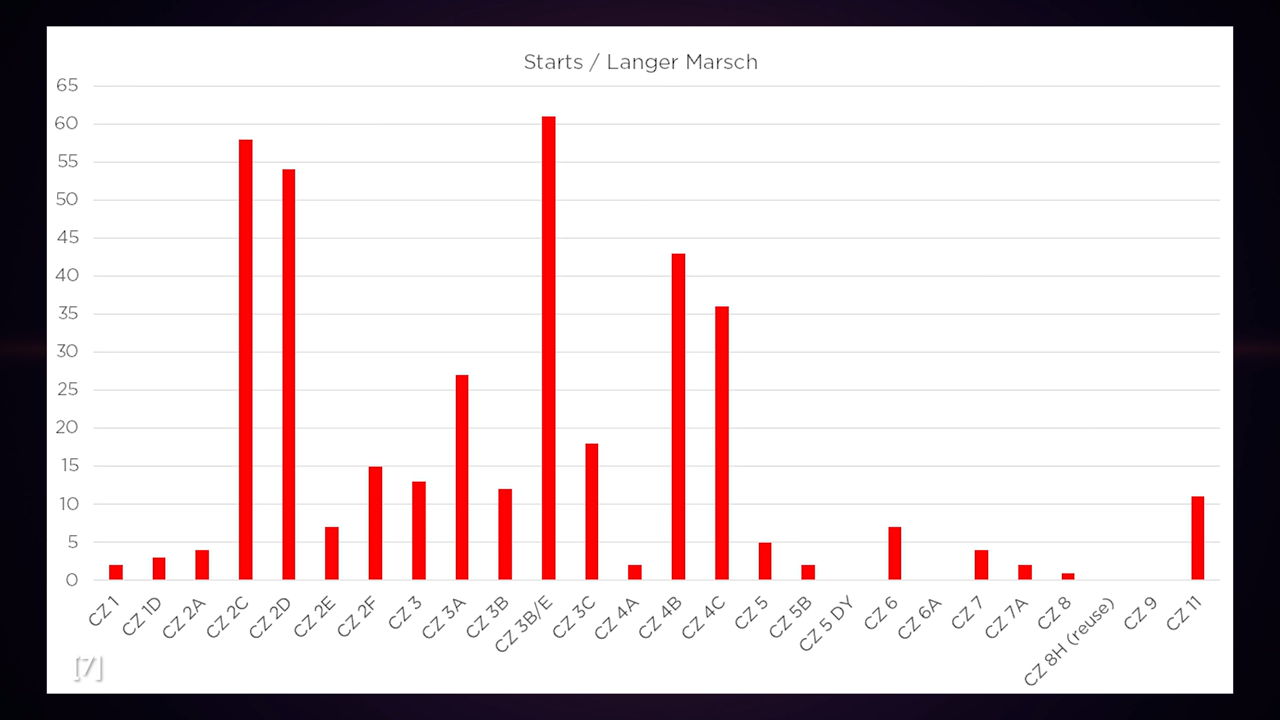 Starts / Langer Marsch
65
60
55
50
45
40
35
30
25
20
15
10
5
0
CZ 1
CZ 1D
CZ 2A
CZ 2C
CZ 2D
CZ 2E
CZ 2F
CZ 3
CZ 3A
CZ 3B
CZ 3B/E
CZ 3C
CZ 4A
CZ 4B
CZ 4C
CZ 5
CZ 5B
CZ 5 DY
CZ 6
CZ 6A
CZ 7
CZ 7A
CZ 8
CZ 8H (reuse)
CZ 9
CZ 11
[7]